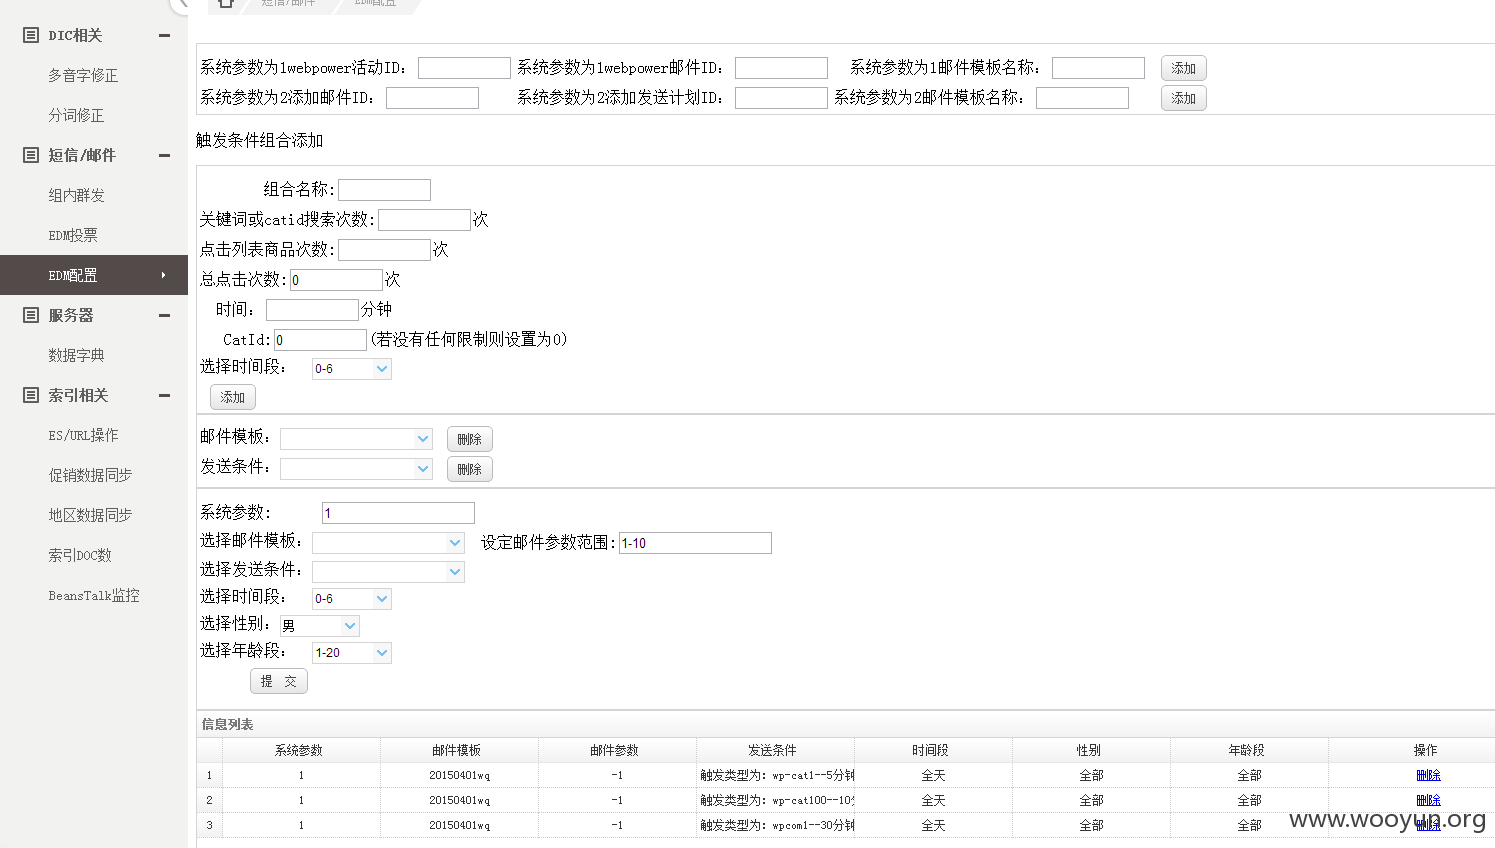 短信/邮件 EDM配置
DIC相关
多音字修正
分词修正
短信/邮件
组内群发
EDM投票
EDM配置
服务器
数据字典
索引相关
ES/URL操作
促销数据同步
地区数据同步
索引DOC数
BeansTalk监控
系统参数为1webpower活动ID: 系统参数为1webpower邮件ID: 系统参数为1邮件模板名称: 添加
系统参数为2添加邮件ID: 系统参数为2添加发送计划ID: 系统参数为2邮件模板名称: 添加
触发条件组合添加
组合名称:
关键词或catid搜索次数: 次
点击列表商品次数: 次
总点击次数: 0 次
时间: 分钟
CatId: 0 (若没有任何限制则设置为0)
选择时间段: 0-6
添加
邮件模板: 删除
发送条件: 删除
系统参数: 1
选择邮件模板: 设定邮件参数范围: 1-10
选择发送条件:
选择时间段: 0-6
选择性别: 男
选择年龄段: 1-20
提 交
信息列表
系统参数 邮件模板 邮件参数 发送条件 时间段 性别 年龄段 操作
1 1 20150401wq -1 触发类型为: wp-cat1--5分钟 全天 全部 全部 删除
2 1 20150401wq -1 触发类型为: wp-cat100--10分 全天 全部 全部 删除
3 1 20150401wq -1 触发类型为: wpcom1--30分钟 全天 全部 全部 删除
www.wooyun.org